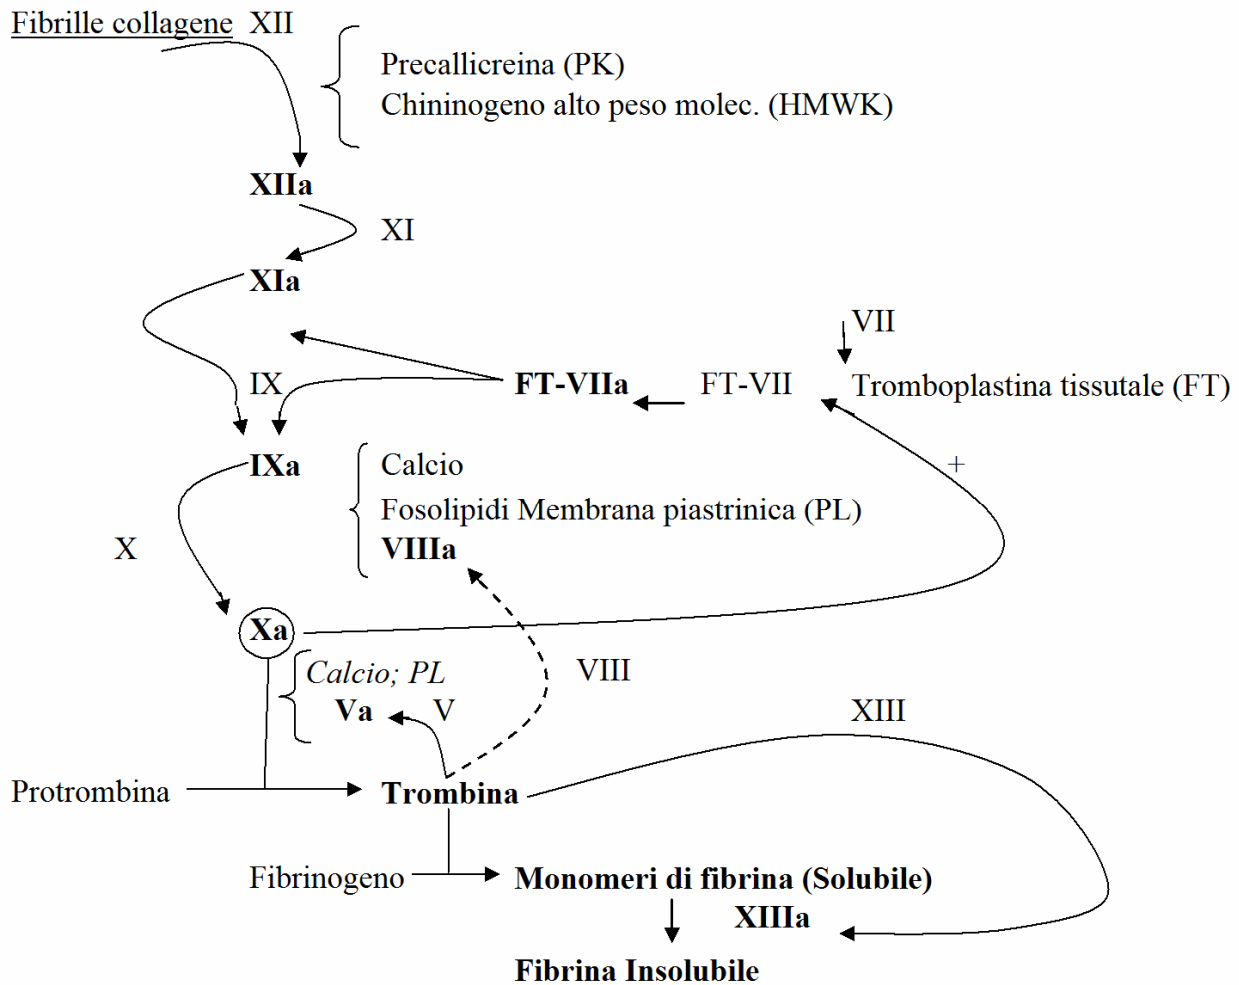 Fibrille collagene XII
Precallicreina (PK)
Chininogeno alto peso molec. (HMWK)
XIIa
XI
XIa
VII
IX
FT-VIIa
FT-VII
Tromboplastina tissutale (FT)
+
IXa
Calcio
Fosolipidi Membrana piastrinica (PL)
VIIIa
X
Xa
Calcio; PL
VIII
Va
V
XIII
Protrombina
Trombina
Fibrinogeno
Monomeri di fibrina (Solubile)
XIIIa
Fibrina Insolubile